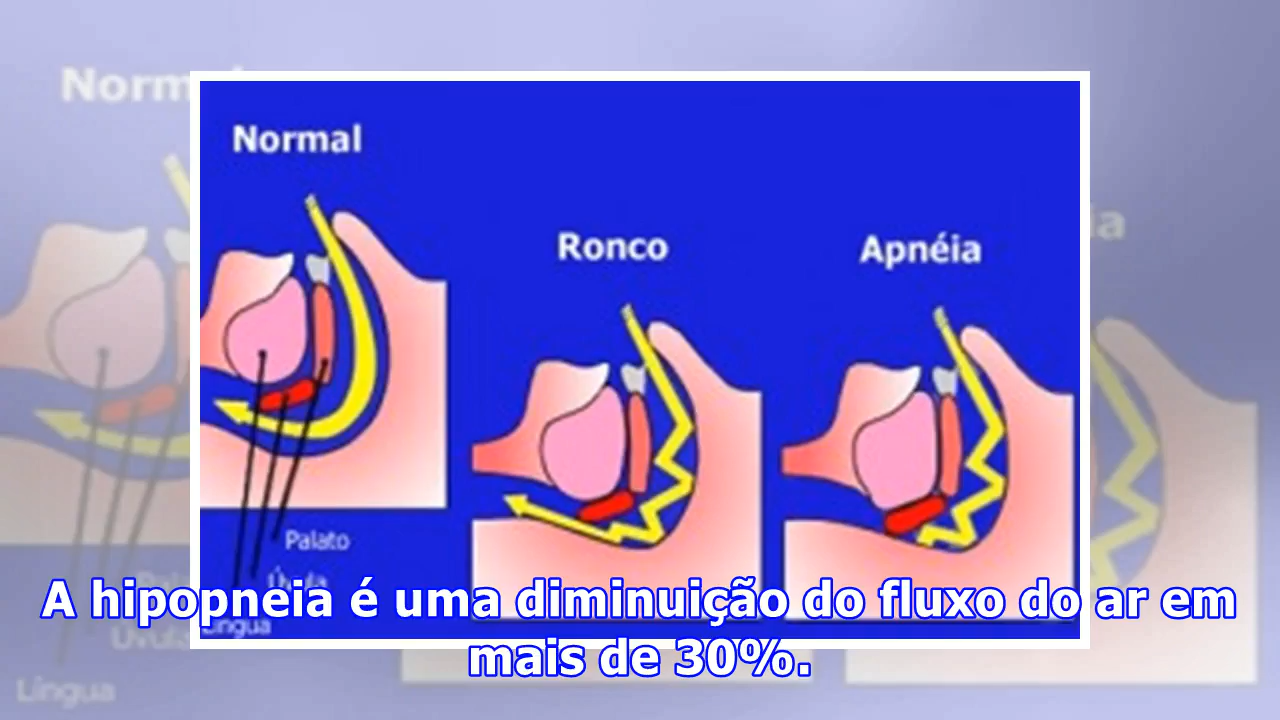 Normal
Ronco
Apnéia
Palato
Úvula
Língua
A hipopneia é uma diminuição do fluxo do ar em
mais de 30%.